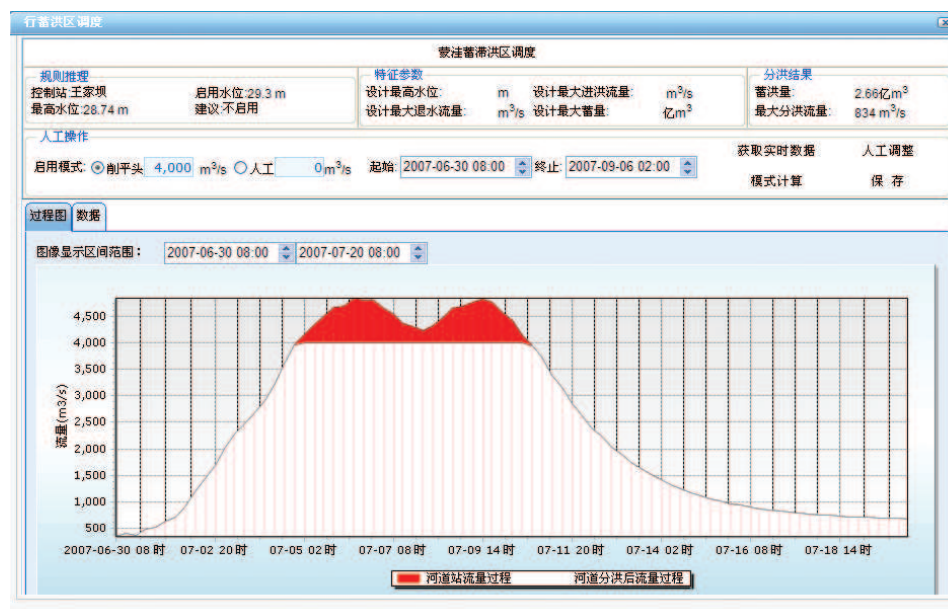 行蓄洪区调度
蒙洼蓄滞洪区调度
规则推理
控制站:王家坝 启用水位:29.3 m
最高水位:28.74 m 建议:不启用
特征参数
设计最高水位: m 设计最大进洪流量: m³/s
设计最大退水流量: m³/s 设计最大蓄量: 亿m³
分洪结果
蓄洪量: 2.66亿m³
最大分洪流量: 834 m³/s
人工操作
启用模式: 削平头 4,000 m³/s 人工 0 m³/s 起始: 2007-06-30 08:00 终止: 2007-09-06 02:00
获取实时数据 人工调整
模式计算 保 存
过程图 数据
图像显示区间范围: 2007-06-30 08:00 2007-07-20 08:00
流量(m3/s)
4,500
4,000
3,500
3,000
2,500
2,000
1,500
1,000
500
2007-06-30 08时 07-02 20时 07-05 02时 07-07 08时 07-09 14时 07-11 20时 07-14 02时 07-16 08时 07-18 14时
河道站流量过程 河道分洪后流量过程